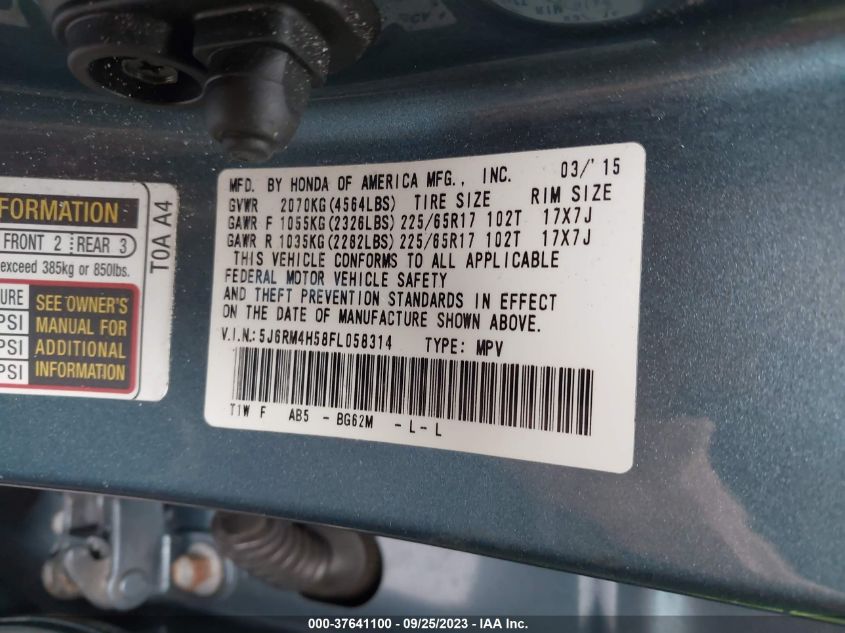 MFD. BY HONDA OF AMERICA MFG., INC. 03/'15
GVWR 2070KG(4564LBS) TIRE SIZE RIM SIZE
GAWR F 1055KG(2326LBS) 225/65R17 102T 17X7J
GAWR R 1035KG(2282LBS) 225/65R17 102T 17X7J
THIS VEHICLE CONFORMS TO ALL APPLICABLE
FEDERAL MOTOR VEHICLE SAFETY
AND THEFT PREVENTION STANDARDS IN EFFECT
ON THE DATE OF MANUFACTURE SHOWN ABOVE.
V.I.N.:5J6RM4H58FL058314 TYPE: MPV
T1W F AB5 - BG62M - L- L
FORMATION
FRONT 2 REAR 3
exceed 385kg or 850lbs.
URE
PSI
PSI
PSI
SEE OWNER'S
MANUAL FOR
ADDITIONAL
INFORMATION
T0A A4
000-37641100 - 09/25/2023 - IAA Inc.